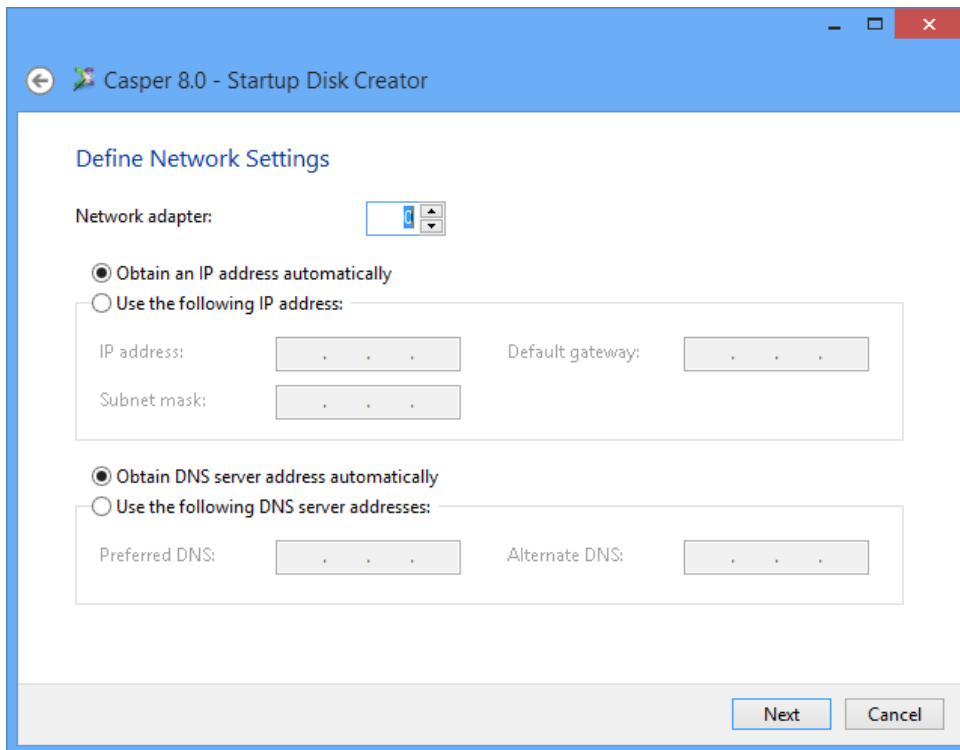 Casper 8.0 - Startup Disk Creator
Define Network Settings
Network adapter: 0
Obtain an IP address automatically
Use the following IP address:
IP address: . . . Default gateway: . . .
Subnet mask: . . .
Obtain DNS server address automatically
Use the following DNS server addresses:
Preferred DNS: . . . Alternate DNS: . . .
Next Cancel